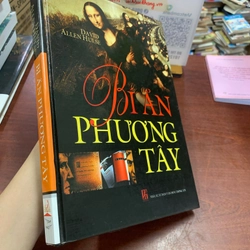 DAVID
ALLEN HULSE
BÍ ẨN
PHƯƠNG
TÂY
BÍ ẨN PHƯƠNG TÂY